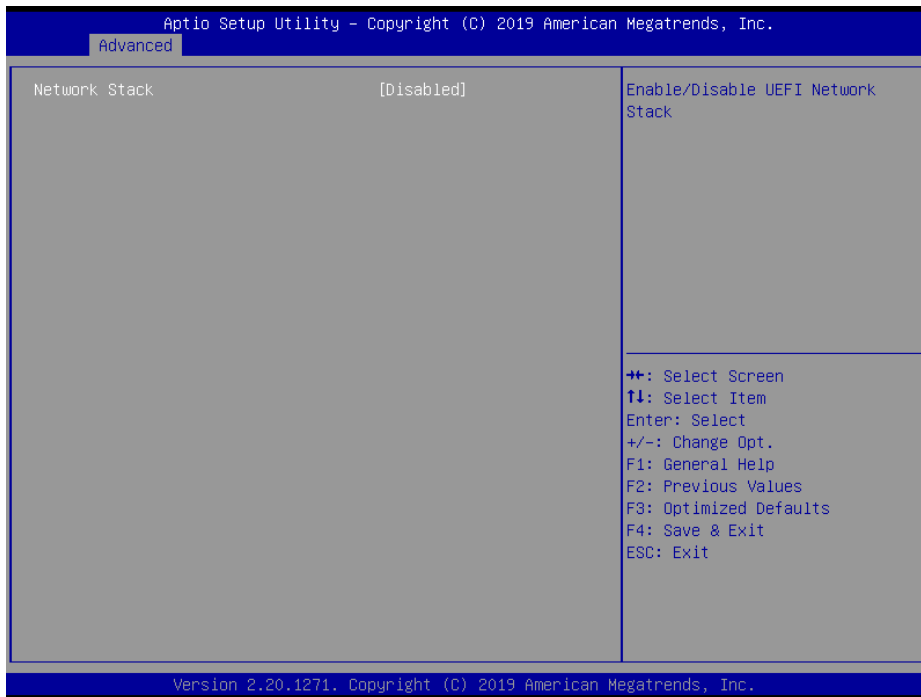 Aptio Setup Utility – Copyright (C) 2019 American Megatrends, Inc.
Advanced
Network Stack [Disabled]
Enable/Disable UEFI Network
Stack
→←: Select Screen
↑↓: Select Item
Enter: Select
+/-: Change Opt.
F1: General Help
F2: Previous Values
F3: Optimized Defaults
F4: Save & Exit
ESC: Exit
Version 2.20.1271. Copyright (C) 2019 American Megatrends, Inc.